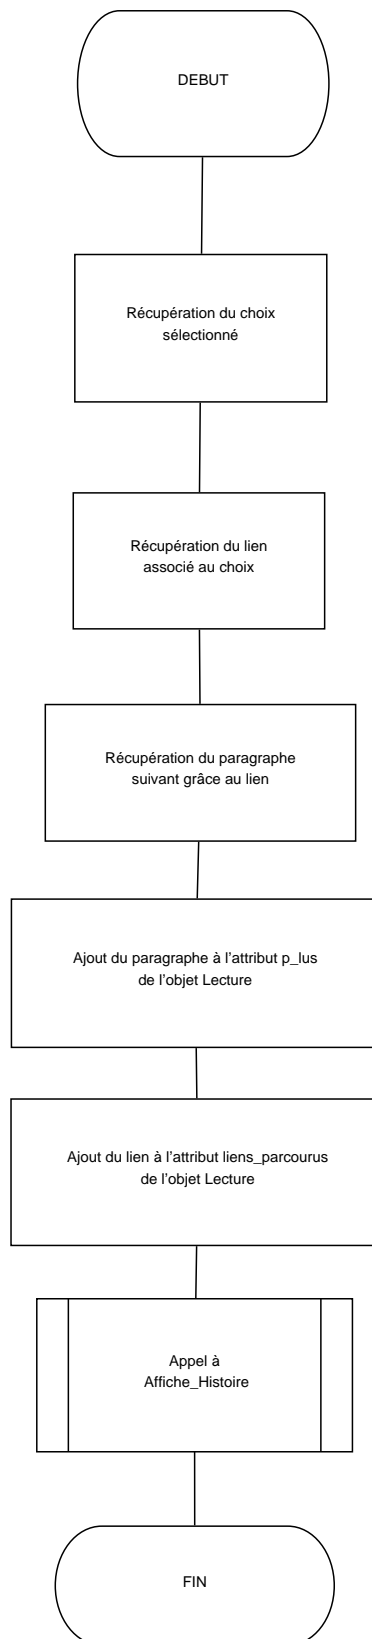 DEBUT
Récupération du choix
sélectionné
Récupération du lien
associé au choix
Récupération du paragraphe
suivant grâce au lien
Ajout du paragraphe à l’attribut p_lus
de l’objet Lecture
Ajout du lien à l’attribut liens_parcourus
de l’objet Lecture
Appel à
Affiche_Histoire
FIN